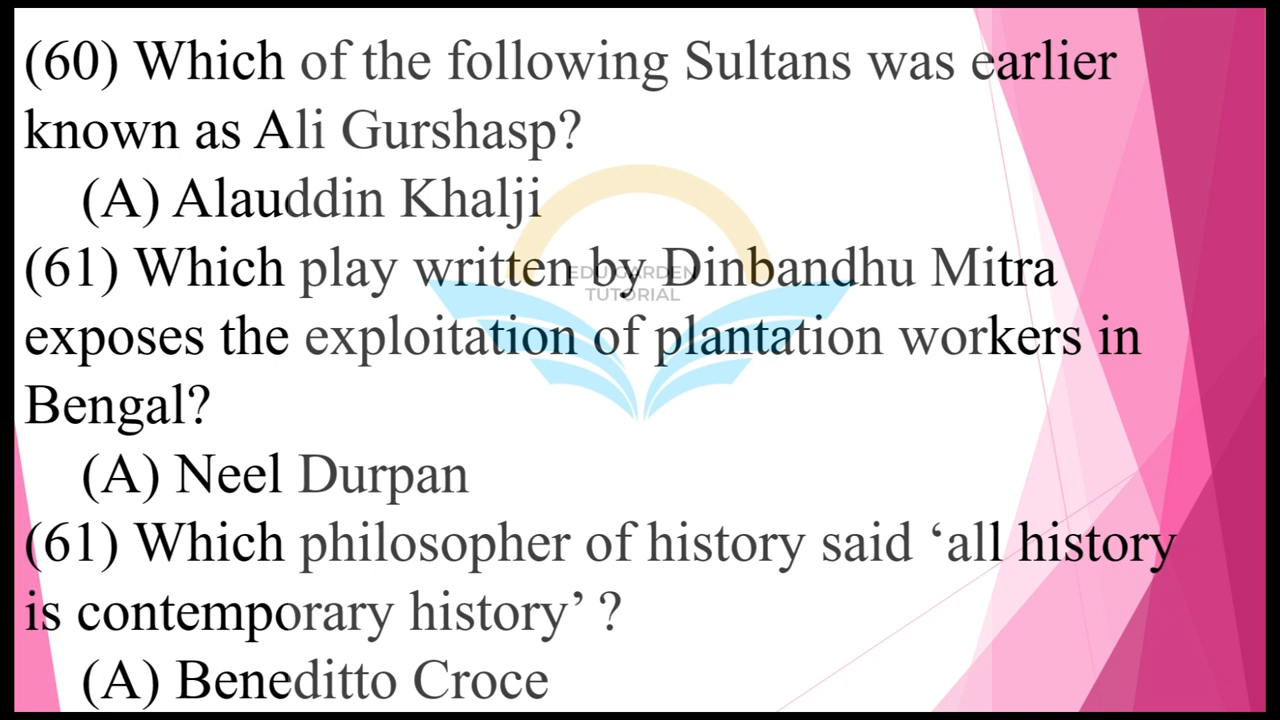 (60) Which of the following Sultans was earlier
known as Ali Gurshasp?
(A) Alauddin Khalji
(61) Which play written by Dinbandhu Mitra
EDU GARDEN
TUTORIAL
exposes the exploitation of plantation workers in
Bengal?
(A) Neel Durpan
(61) Which philosopher of history said ‘all history
is contemporary history’ ?
(A) Beneditto Croce